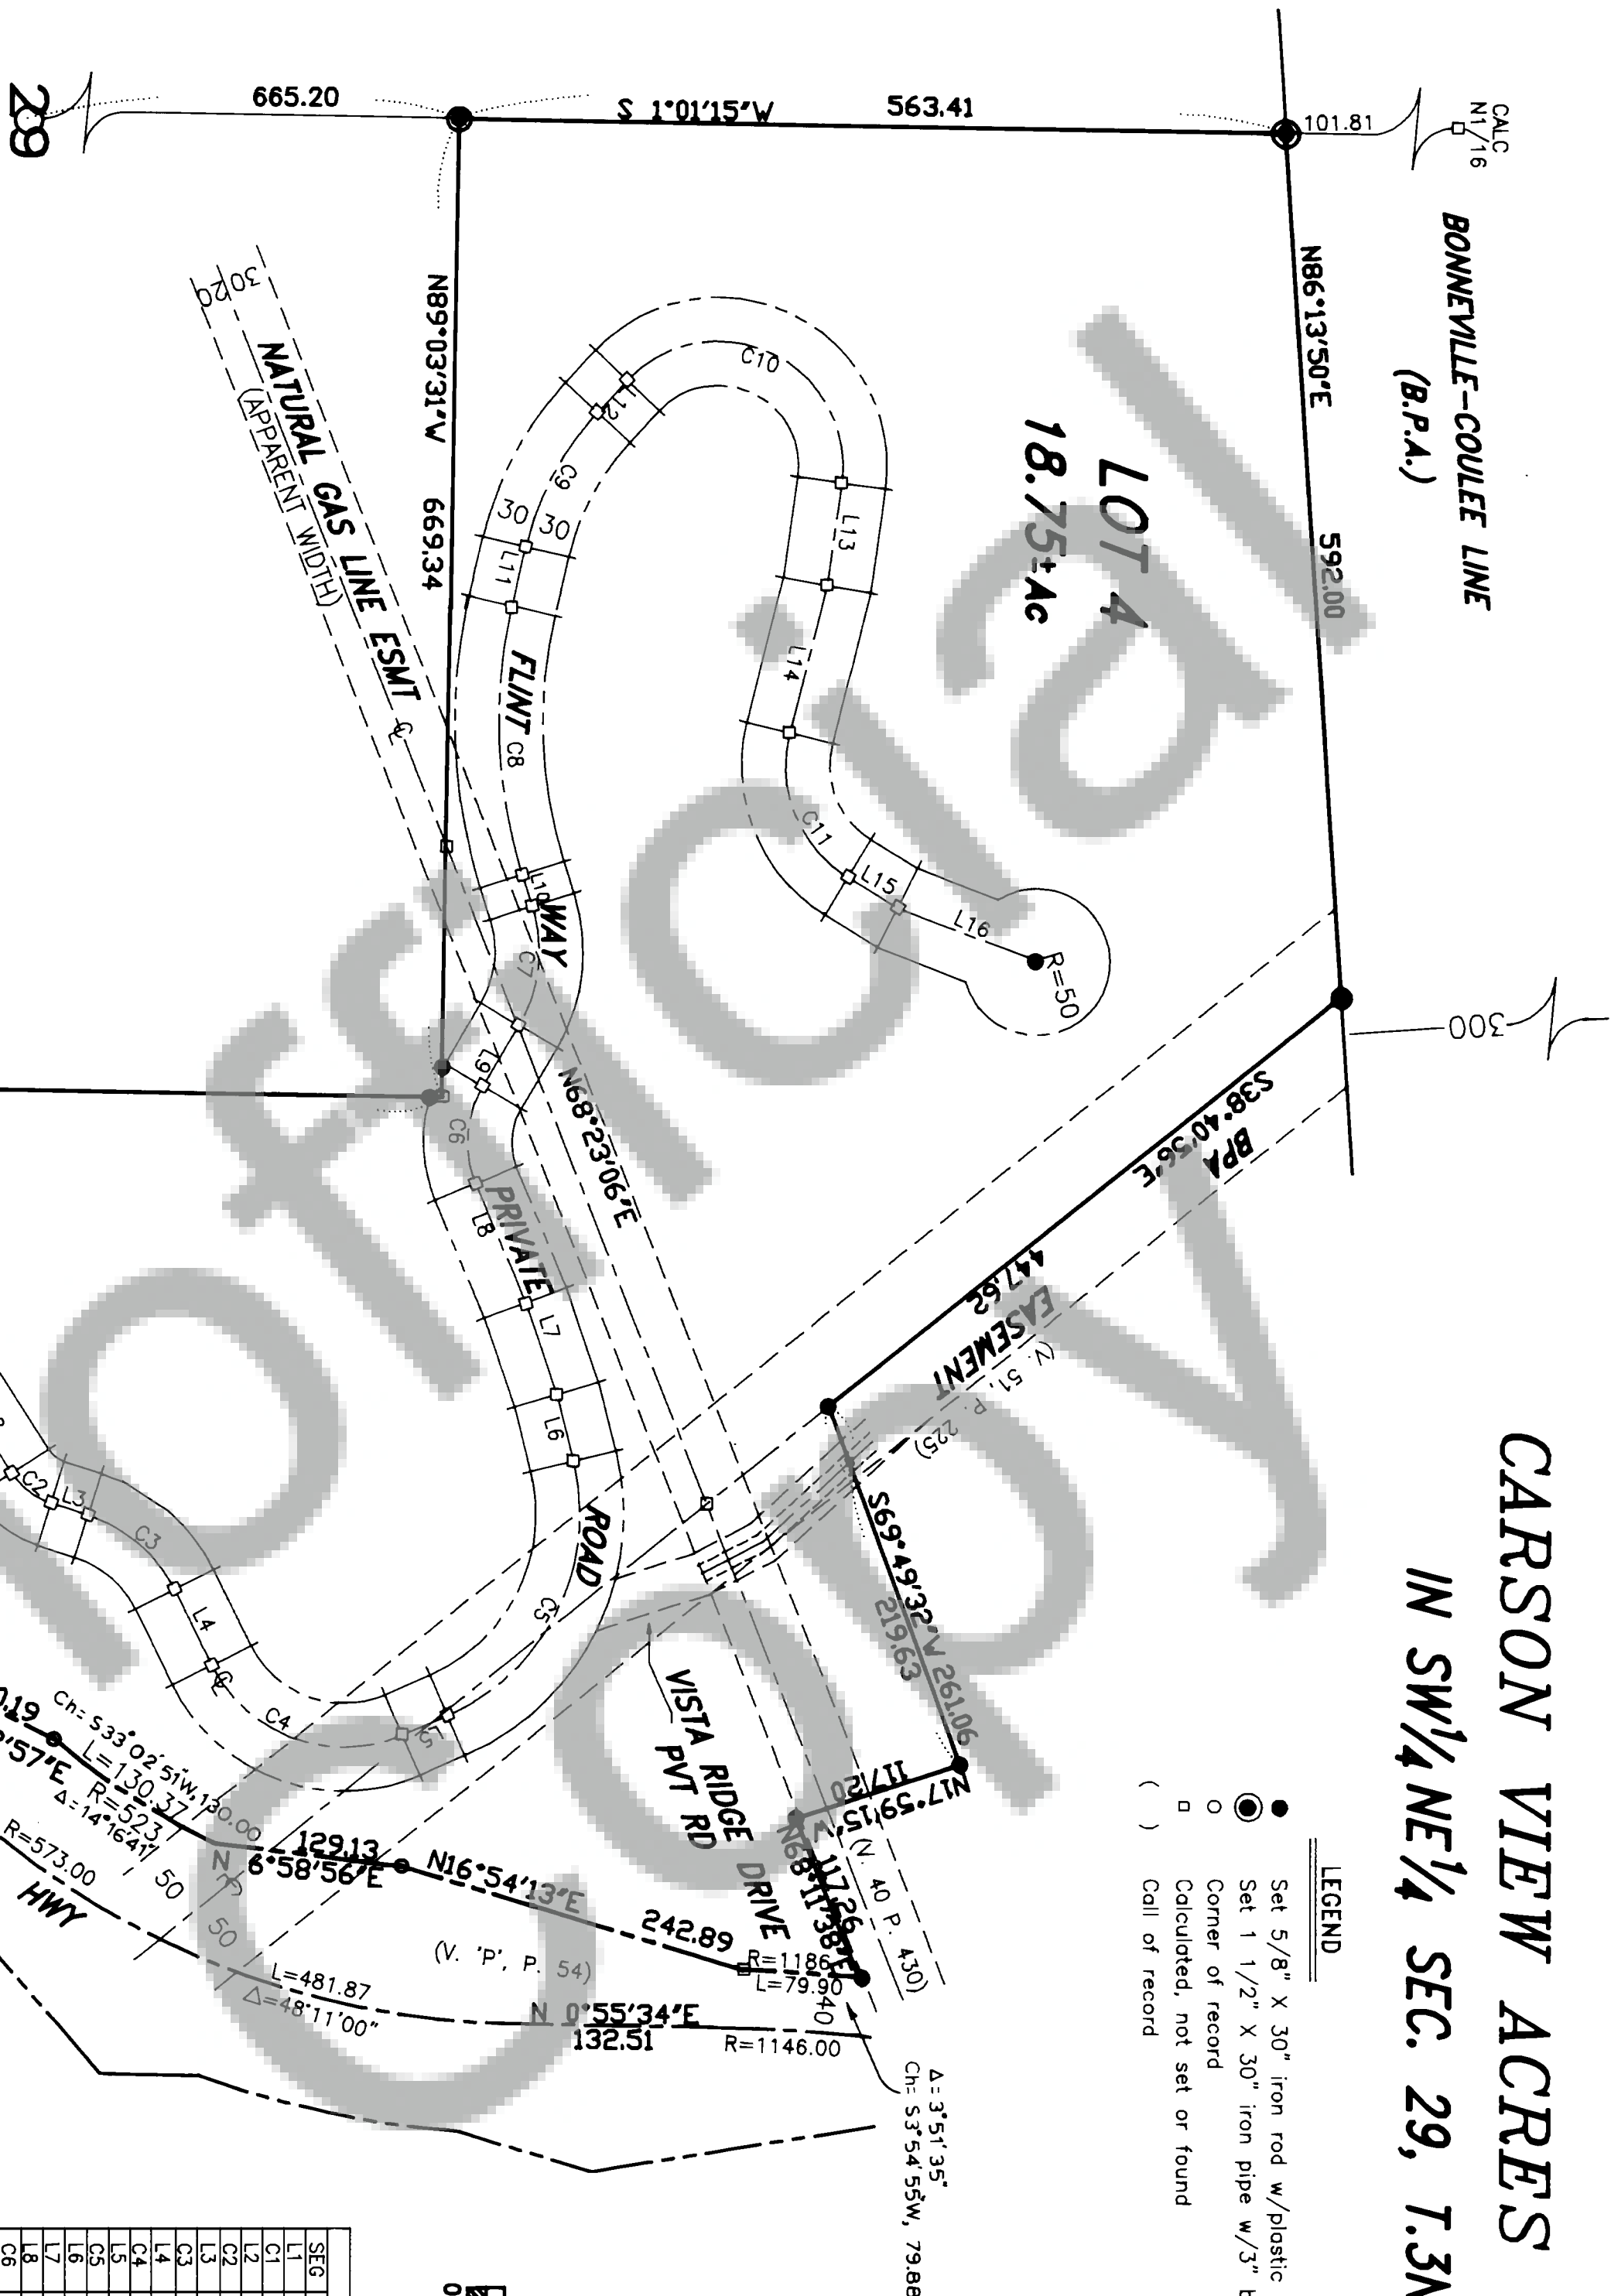 CARSON VIEW ACRES
IN SW¼ NE¼ SEC. 29, T.3N
CALC
N1/16
BONNEVILLE-COULEE LINE
(B.P.A.)
101.81
N86°13'50"E 592.00
300
665.20
S 1°01'15"W 563.41
29
LOT 4
18.75±Ac
N89°03'31"W 669.34
30
20
NATURAL GAS LINE ESMT
(APPARENT WIDTH)
C10
L12
C9
30 30
L11
FLINT
C8
L13
L14
C11
L15
L16
R=50
L10
WAY
C7
L9
C6
N68°23'06"E
L8
PRIVATE
L7
L6
ROAD
C5
S38°40'56"E
447.62
BPA
EASEMENT
(V. 51, P. 225)
S69°49'32"W 261.06
219.63
N17°59'15"
117.20
117.26
(V. 40 P. 430)
VISTA RIDGE DRIVE
PVT RD
C2
L3
C3
L4
C4
L5
Ch= S33°02'51W, 130.00
L=130.37
R=523
Δ=14°16'41"
R=573.00
50
50
HWY
129.13
6°58'56"E
N16°54'13"E
242.89
(V. 'P', P. 54)
R=1186
L=79.90
40
L=481.87
Δ=48°11'00"
N 0°55'34"E
132.51
R=1146.00
Δ=3°51'35"
Ch= S3°54'55W, 79.88
LEGEND
Set 5/8" X 30" iron rod w/plastic
Set 1 1/2" X 30" iron pipe w/3"
Corner of record
Calculated, not set or found
( ) Call of record
SEG
L1
C1
L2
C2
L3
C3
L4
C4
L5
C5
L6
L7
L8
C6
Unofficial
Copy